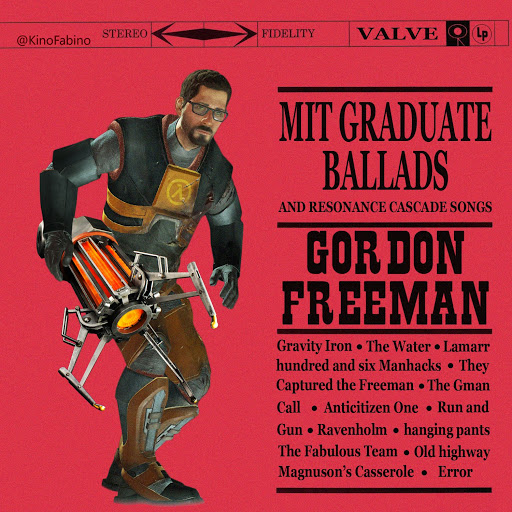 @KinoFabino STEREO FIDELITY VALVE Lp
MIT GRADUATE
BALLADS
AND RESONANCE CASCADE SONGS
GORDON
FREEMAN
Gravity Iron • The Water • Lamarr
hundred and six Manhacks • They
Captured the Freeman • The Gman
Call • Anticitizen One • Run and
Gun • Ravenholm • hanging pants
The Fabulous Team • Old highway
Magnuson's Casserole • Error